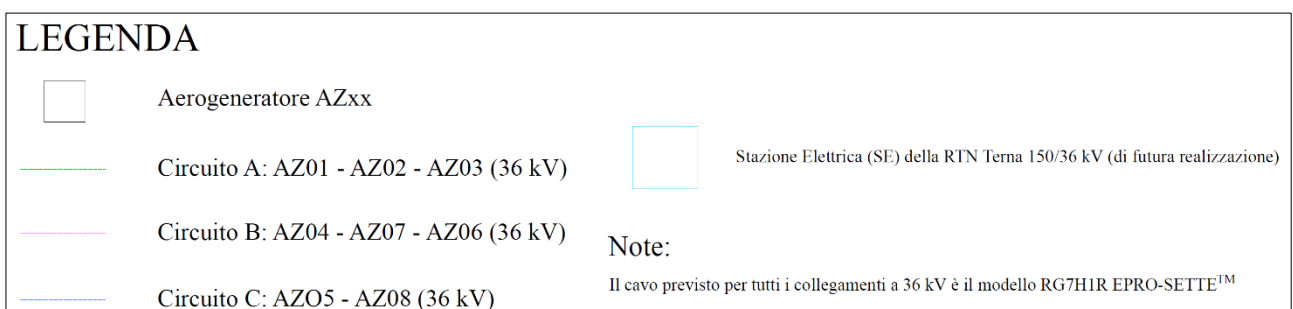 LEGENDA
Aerogeneratore AZxx
Circuito A: AZ01 - AZ02 - AZ03 (36 kV)
Circuito B: AZ04 - AZ07 - AZ06 (36 kV)
Circuito C: AZO5 - AZ08 (36 kV)
Stazione Elettrica (SE) della RTN Terna 150/36 kV (di futura realizzazione)
Note:
Il cavo previsto per tutti i collegamenti a 36 kV è il modello RG7H1R EPRO-SETTE™